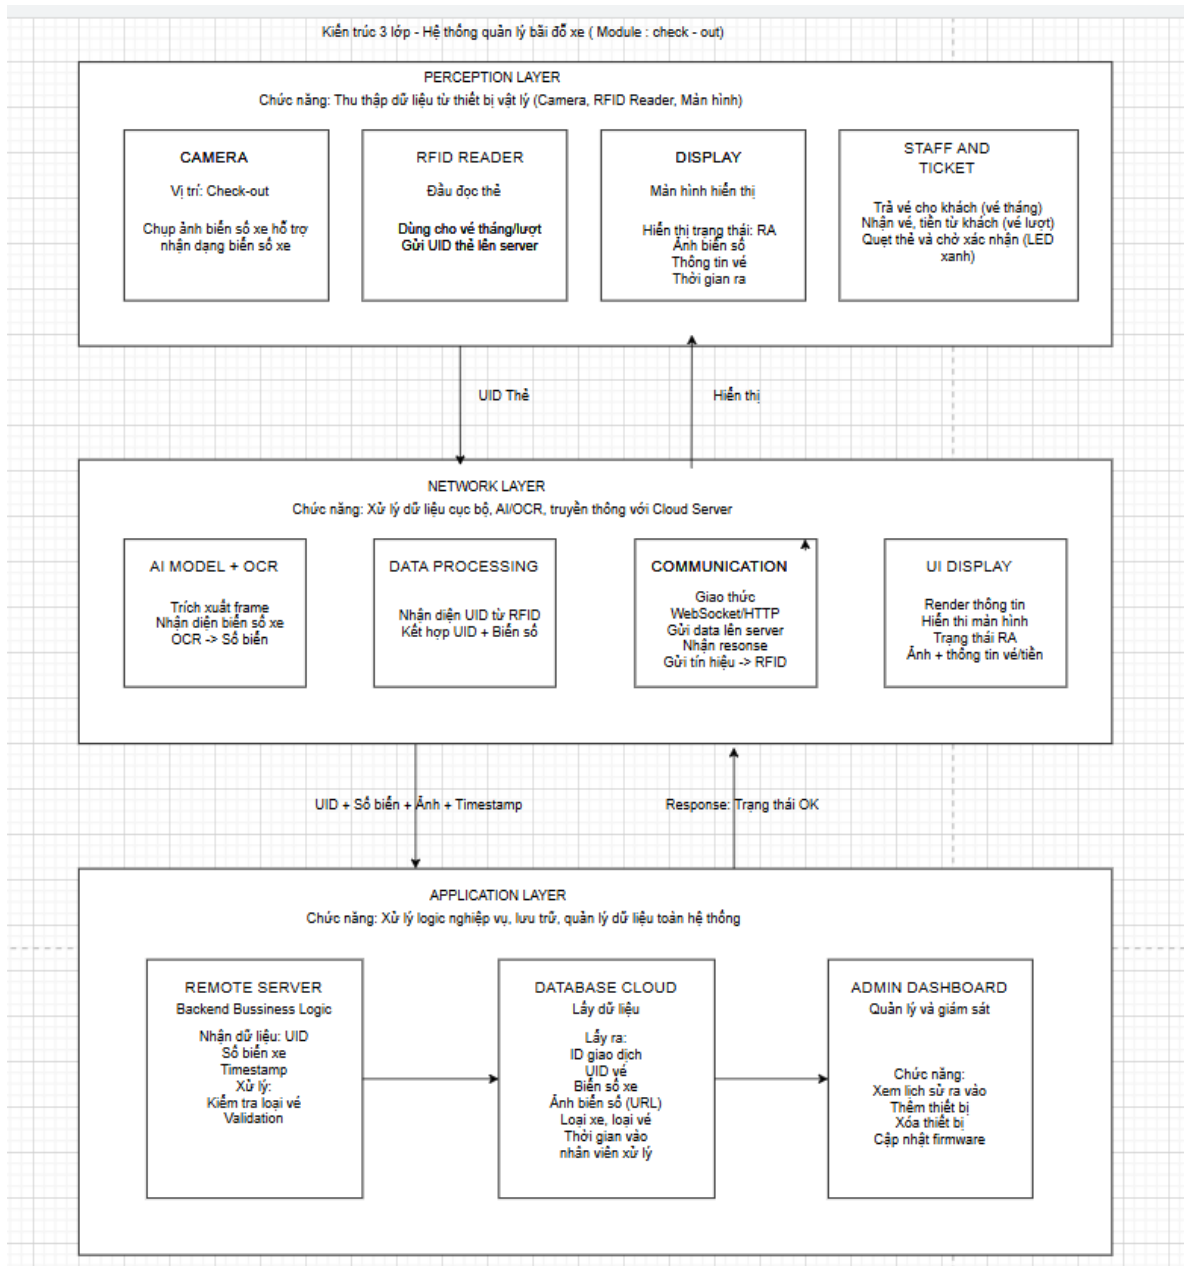 Kiến trúc 3 lớp - Hệ thống quản lý bãi đỗ xe ( Module : check - out)
PERCEPTION LAYER
Chức năng: Thu thập dữ liệu từ thiết bị vật lý (Camera, RFID Reader, Màn hình)
CAMERA
Vị trí: Check-out
Chụp ảnh biển số xe hỗ trợ
nhận dạng biển số xe
RFID READER
Đầu đọc thẻ
Dùng cho vé tháng/lượt
Gửi UID thẻ lên server
DISPLAY
Màn hình hiển thị
Hiển thị trạng thái: RA
Ảnh biển số
Thông tin vé
Thời gian ra
STAFF AND
TICKET
Trả vé cho khách (vé tháng)
Nhận vé, tiền từ khách (vé lượt)
Quẹt thẻ và chờ xác nhận (LED
xanh)
UID Thẻ
Hiển thị
NETWORK LAYER
Chức năng: Xử lý dữ liệu cục bộ, AI/OCR, truyền thông với Cloud Server
AI MODEL + OCR
Trích xuất frame
Nhận diện biển số xe
OCR -> Số biển
DATA PROCESSING
Nhận diện UID từ RFID
Kết hợp UID + Biển số
COMMUNICATION
Giao thức
WebSocket/HTTP
Gửi data lên server
Nhận resonse
Gửi tín hiệu -> RFID
UI DISPLAY
Render thông tin
Hiển thị màn hình
Trạng thái RA
Ảnh + thông tin vé/tiền
UID + Số biển + Ảnh + Timestamp
Response: Trạng thái OK
APPLICATION LAYER
Chức năng: Xử lý logic nghiệp vụ, lưu trữ, quản lý dữ liệu toàn hệ thống
REMOTE SERVER
Backend Bussiness Logic
Nhận dữ liệu: UID
Số biển xe
Timestamp
Xử lý:
Kiểm tra loại vé
Validation
DATABASE CLOUD
Lấy dữ liệu
Lấy ra:
ID giao dịch
UID vé
Biển số xe
Ảnh biển số (URL)
Loại xe, loại vé
Thời gian vào
nhân viên xử lý
ADMIN DASHBOARD
Quản lý và giám sát
Chức năng:
Xem lịch sử ra vào
Thêm thiết bị
Xóa thiết bị
Cập nhật firmware